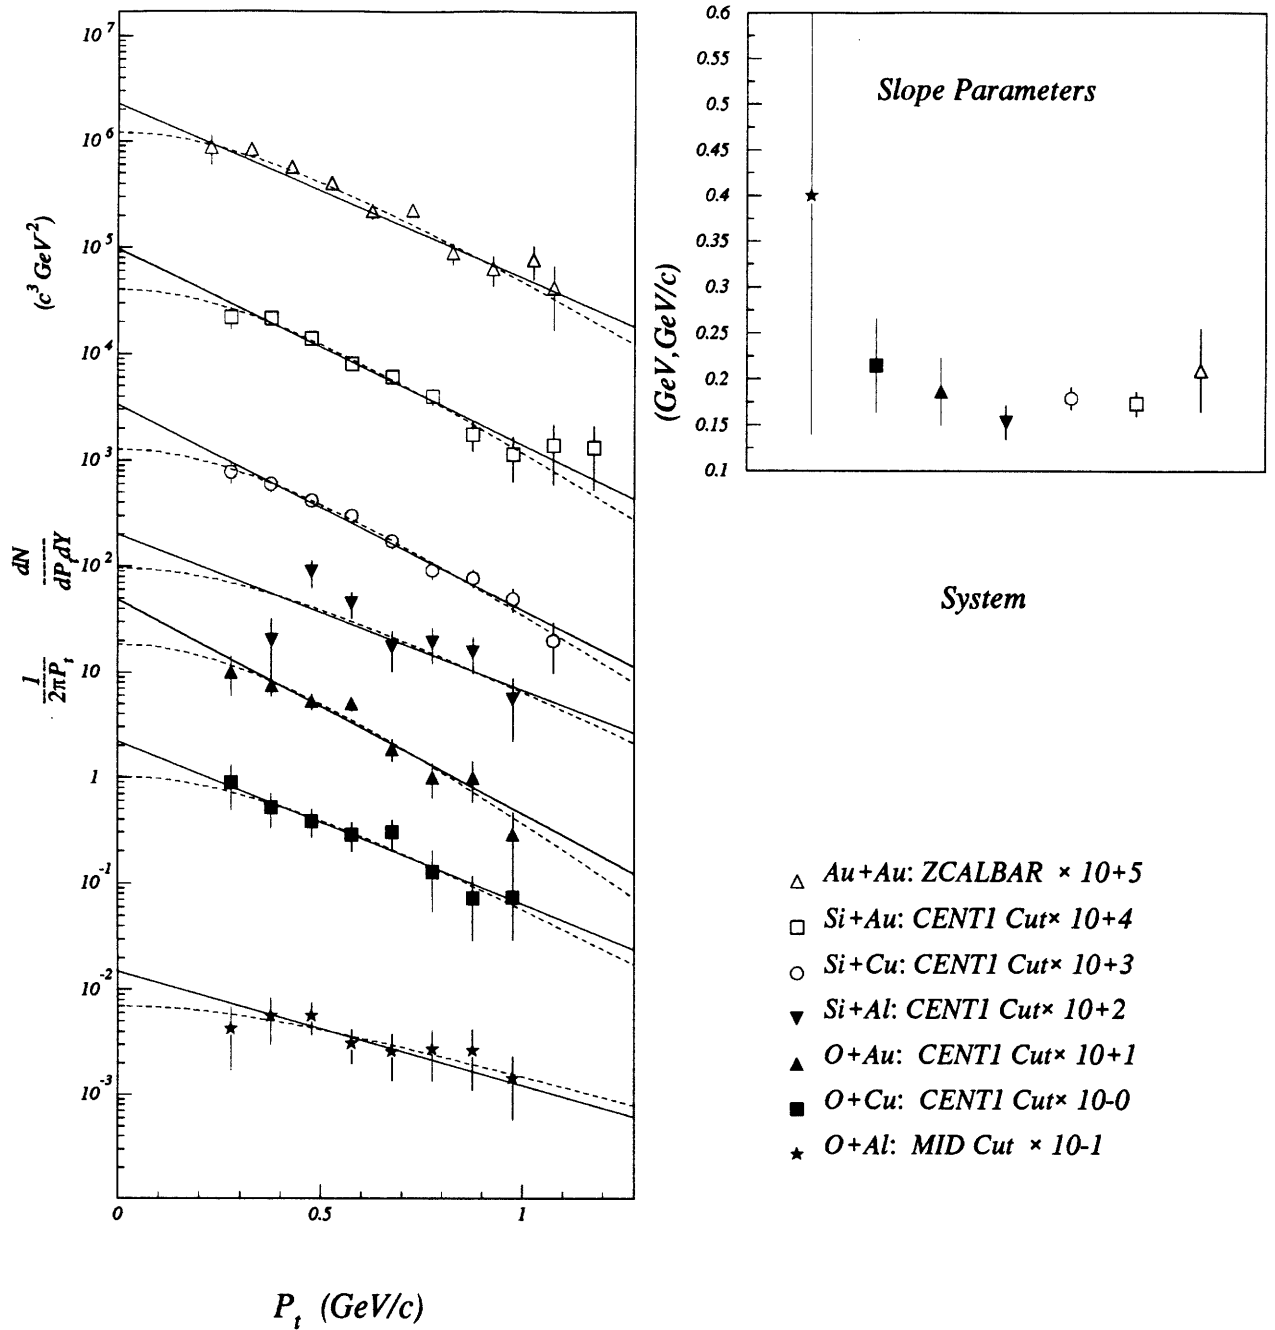 10^7
10^6
10^5
10^4
10^3
10^2
10
1
10^-1
10^-2
10^-3
(c^3 GeV^-2)
dN
dP_t dY
1
2πP_t
0
0.5
1
P_t (GeV/c)
0.6
0.55
0.5
0.45
0.4
0.35
0.3
0.25
0.2
0.15
0.1
(GeV, GeV/c)
Slope Parameters
System
Au+Au: ZCALBAR × 10+5
Si+Au: CENT1 Cut× 10+4
Si+Cu: CENT1 Cut× 10+3
Si+Al: CENT1 Cut× 10+2
O+Au: CENT1 Cut× 10+1
O+Cu: CENT1 Cut× 10-0
O+Al: MID Cut × 10-1